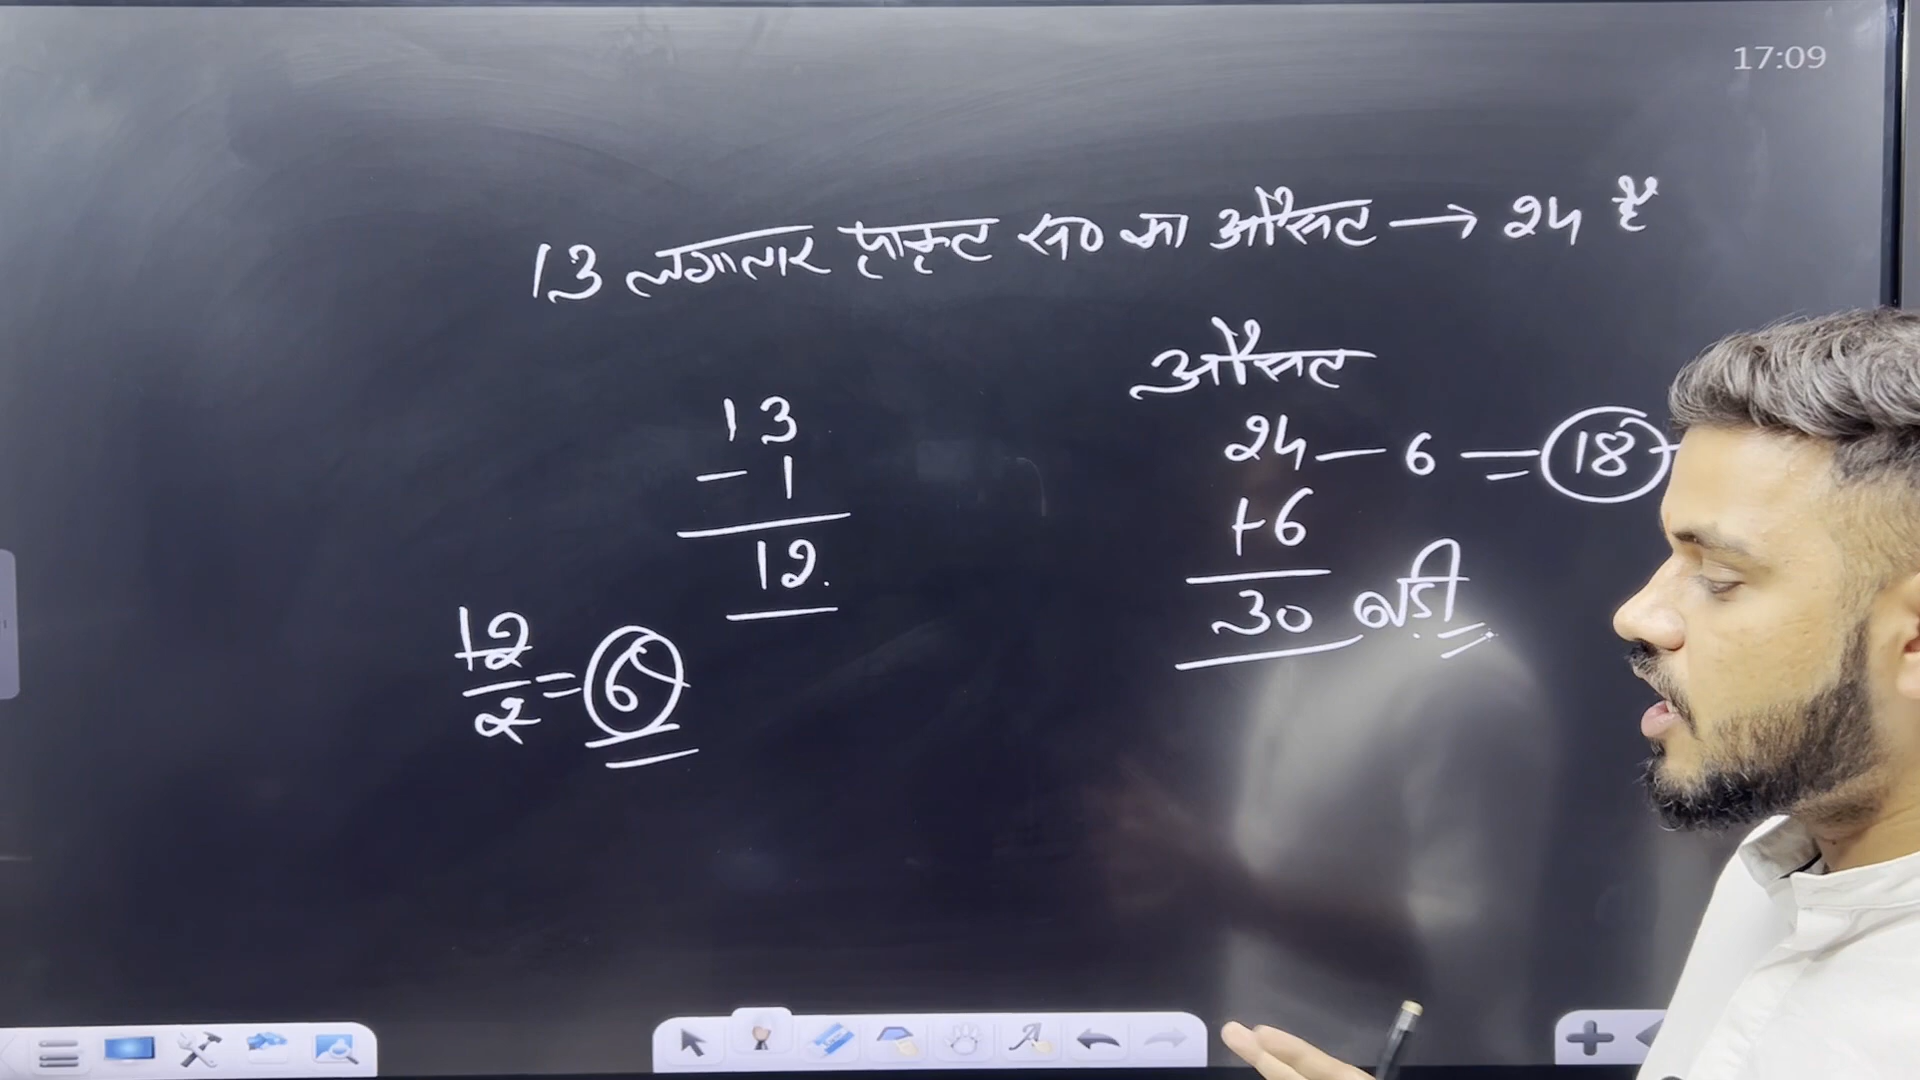 17:09
13 लगातार प्राकृत सं० का औसत → 24 है
औसत
13
- 1
12.
12/2 = 6
24 - 6 = 18
+6
30 बड़ी